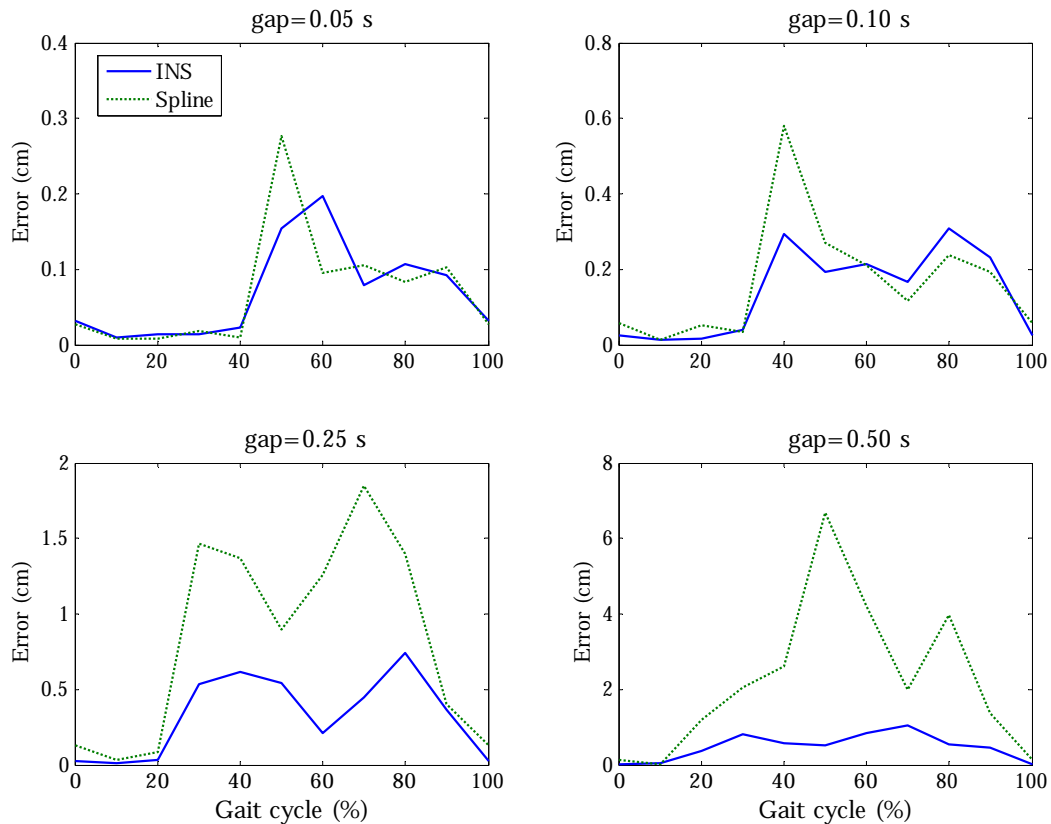 gap=0.05 s
0.4
0.3
0.2
0.1
0
Error (cm)
INS
Spline
0 20 40 60 80 100
gap=0.10 s
0.8
0.6
0.4
0.2
0
Error (cm)
0 20 40 60 80 100
gap=0.25 s
2
1.5
1
0.5
0
Error (cm)
0 20 40 60 80 100
Gait cycle (%)
gap=0.50 s
8
6
4
2
0
Error (cm)
0 20 40 60 80 100
Gait cycle (%)